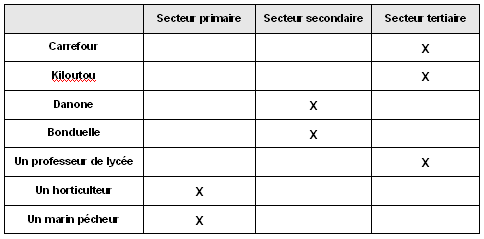 Secteur primaire Secteur secondaire Secteur tertiaire
Carrefour X
Kiloutou X
Danone X
Bonduelle X
Un professeur de lycée X
Un horticulteur X
Un marin pêcheur X